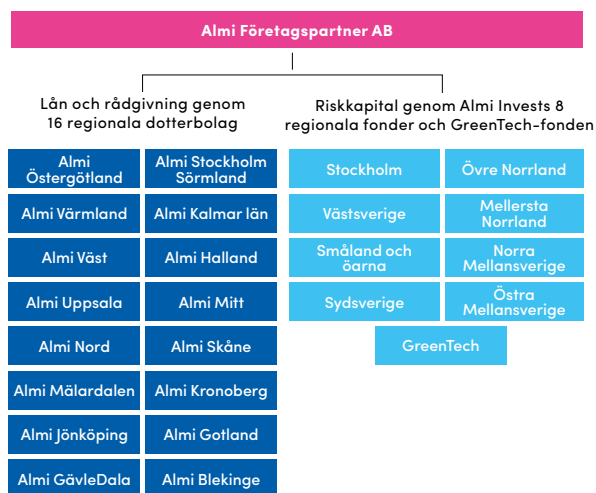 Almi Företagspartner AB
Lån och rådgivning genom
16 regionala dotterbolag
Almi
Östergötland
Almi Stockholm
Sörmland
Almi Värmland
Almi Kalmar län
Almi Väst
Almi Halland
Almi Uppsala
Almi Mitt
Almi Nord
Almi Skåne
Almi Mälardalen
Almi Kronoberg
Almi Jönköping
Almi Gotland
Almi GävleDala
Almi Blekinge
Riskkapital genom Almi Invests 8
regionala fonder och GreenTech-fonden
Stockholm
Övre Norrland
Västsverige
Mellersta
Norrland
Småland och
öarna
Norra
Mellansverige
Sydsverige
Östra
Mellansverige
GreenTech